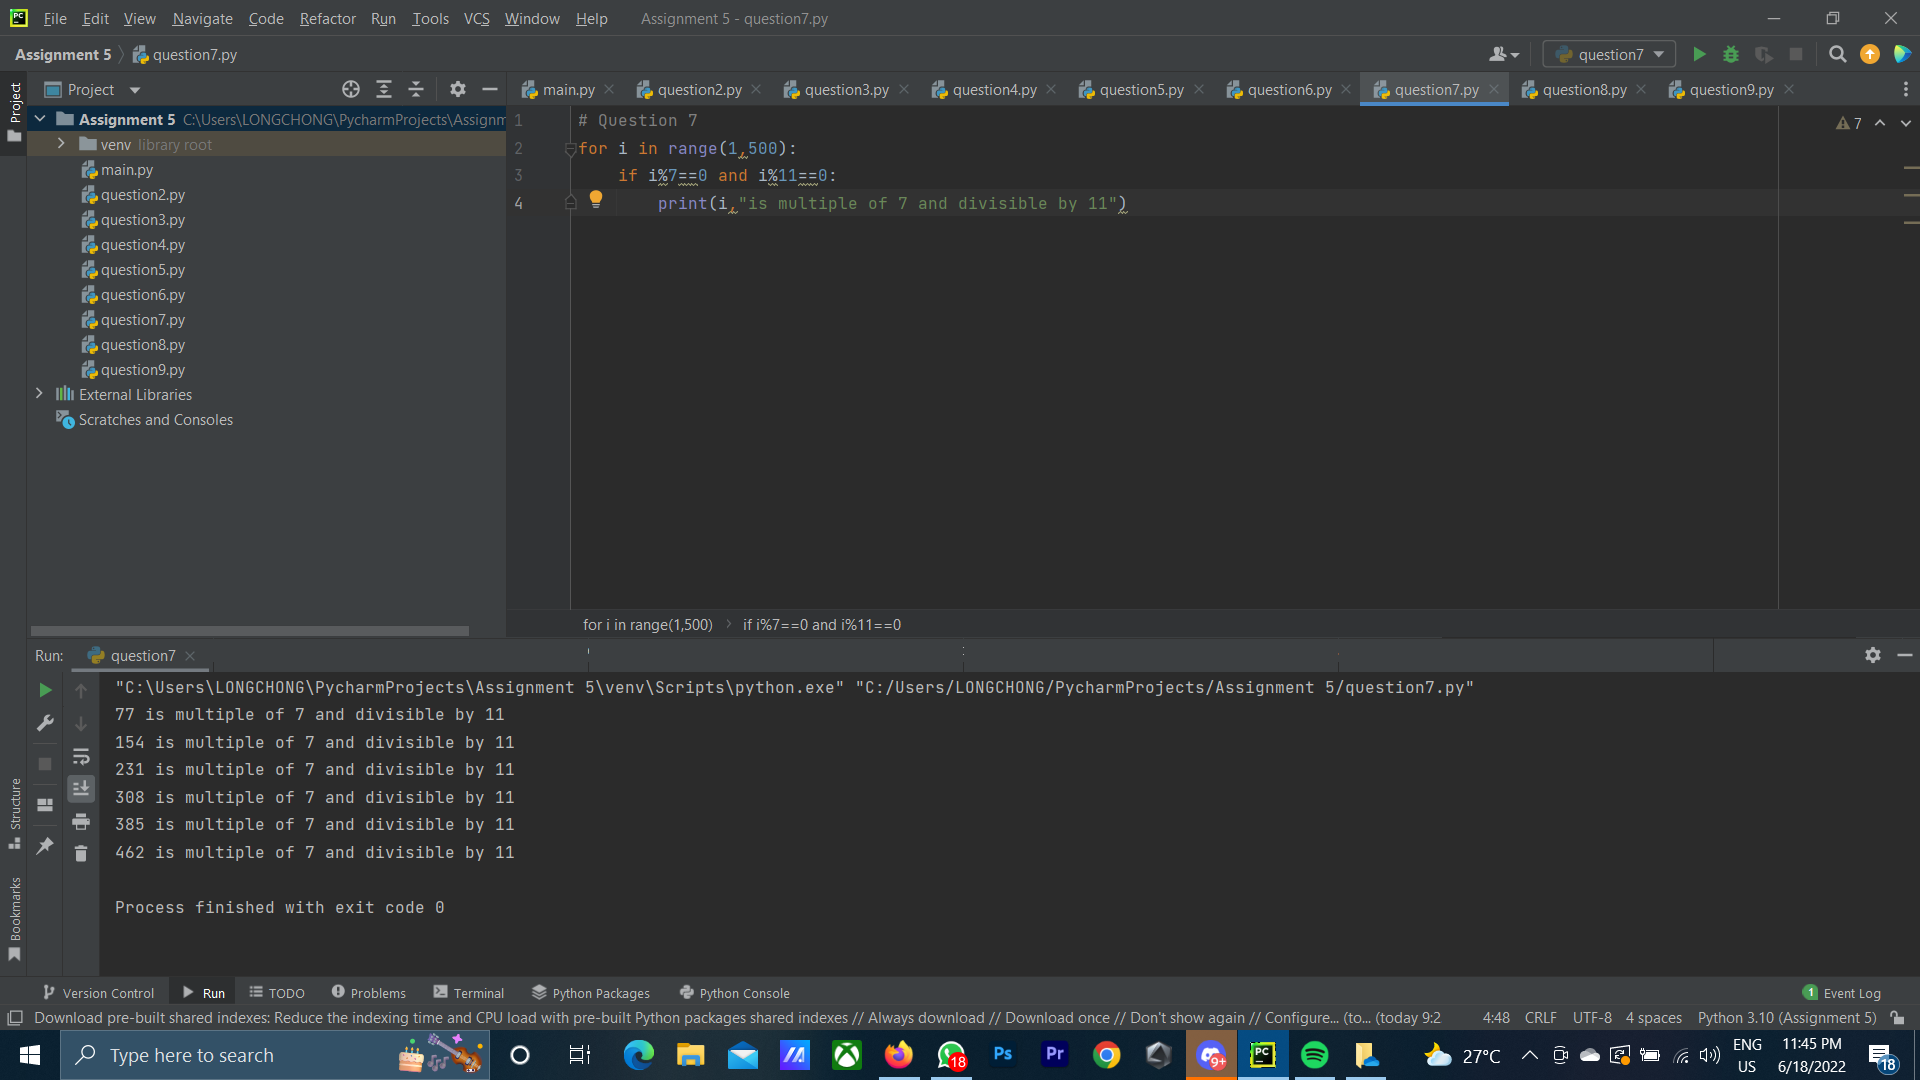 File Edit View Navigate Code Refactor Run Tools VCS Window Help Assignment 5 - question7.py
Assignment 5 question7.py question7
Project main.py question2.py question3.py question4.py question5.py question6.py question7.py question8.py question9.py
Project
Assignment 5 C:\Users\LONGCHONG\PycharmProjects\Assignm
venv library root
main.py
question2.py
question3.py
question4.py
question5.py
question6.py
question7.py
question8.py
question9.py
External Libraries
Scratches and Consoles
1 # Question 7
2 for i in range(1,500):
3 if i%7==0 and i%11==0:
4 print(i,"is multiple of 7 and divisible by 11")
7
for i in range(1,500) if i%7==0 and i%11==0
Run: question7
"C:\Users\LONGCHONG\PycharmProjects\Assignment 5\venv\Scripts\python.exe" "C:/Users/LONGCHONG/PycharmProjects/Assignment 5/question7.py"
77 is multiple of 7 and divisible by 11
154 is multiple of 7 and divisible by 11
231 is multiple of 7 and divisible by 11
308 is multiple of 7 and divisible by 11
385 is multiple of 7 and divisible by 11
462 is multiple of 7 and divisible by 11
Process finished with exit code 0
Structure
Bookmarks
Version Control Run TODO Problems Terminal Python Packages Python Console 1 Event Log
Download pre-built shared indexes: Reduce the indexing time and CPU load with pre-built Python packages shared indexes // Always download // Download once // Don't show again // Configure... (to... (today 9:2 4:48 CRLF UTF-8 4 spaces Python 3.10 (Assignment 5)
Type here to search 18 Ps Pr 9+ PC 27°C ENG US 11:45 PM 6/18/2022 18